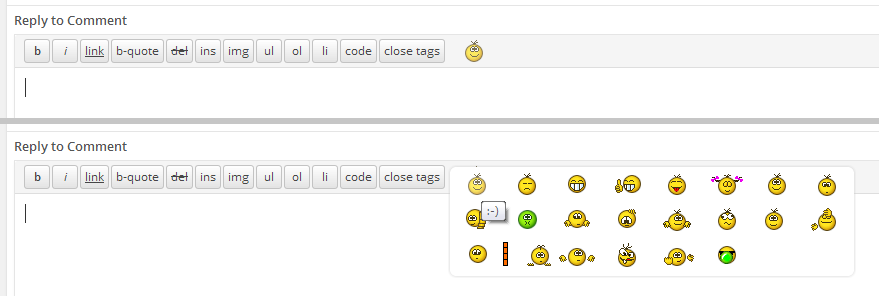 Reply to Comment
b i link b-quote del ins img ul ol li code close tags
Reply to Comment
b i link b-quote del ins img ul ol li code close tags
:-)